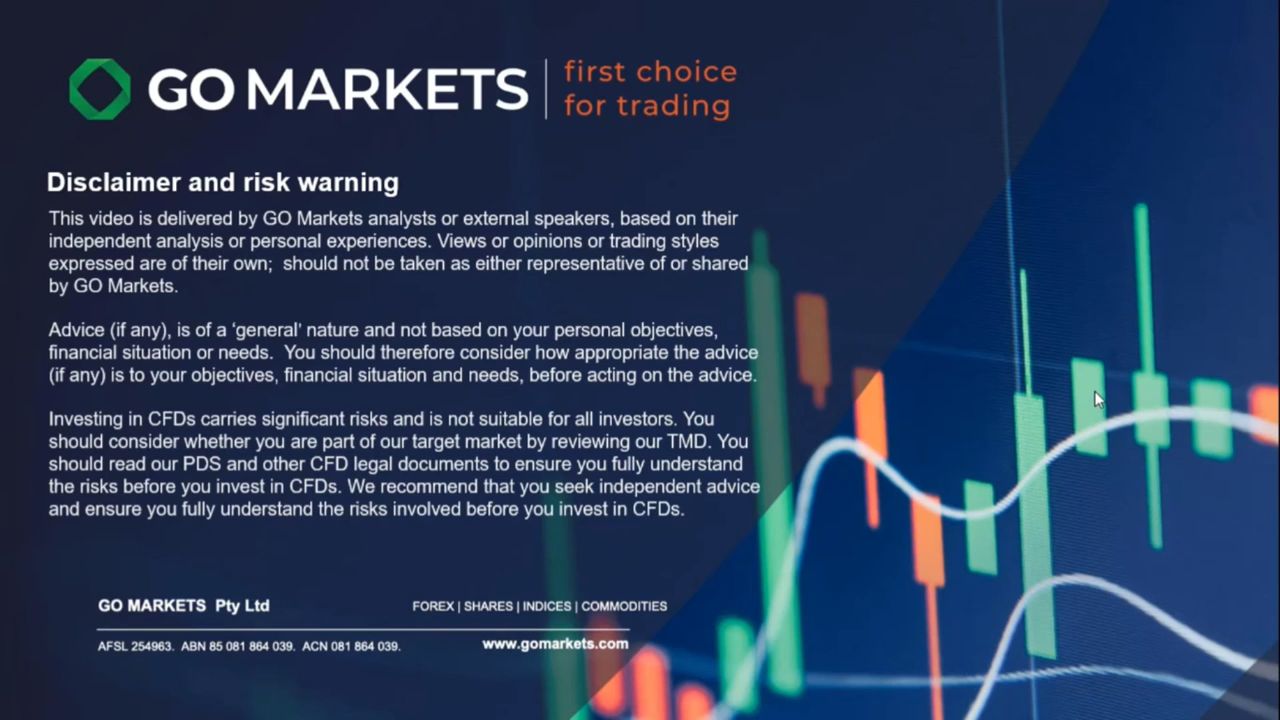 GO MARKETS
first choice
for trading
Disclaimer and risk warning
This video is delivered by GO Markets analysts or external speakers, based on their
independent analysis or personal experiences. Views or opinions or trading styles
expressed are of their own;  should not be taken as either representative of or shared
by GO Markets.
Advice (if any), is of a ‘general’ nature and not based on your personal objectives,
financial situation or needs.  You should therefore consider how appropriate the advice
(if any) is to your objectives, financial situation and needs, before acting on the advice.
Investing in CFDs carries significant risks and is not suitable for all investors. You
should consider whether you are part of our target market by reviewing our TMD. You
should read our PDS and other CFD legal documents to ensure you fully understand
the risks before you invest in CFDs. We recommend that you seek independent advice
and ensure you fully understand the risks involved before you invest in CFDs.
GO MARKETS  Pty Ltd
FOREX | SHARES | INDICES | COMMODITIES
AFSL 254963.  ABN 85 081 864 039.  ACN 081 864 039.
www.gomarkets.com